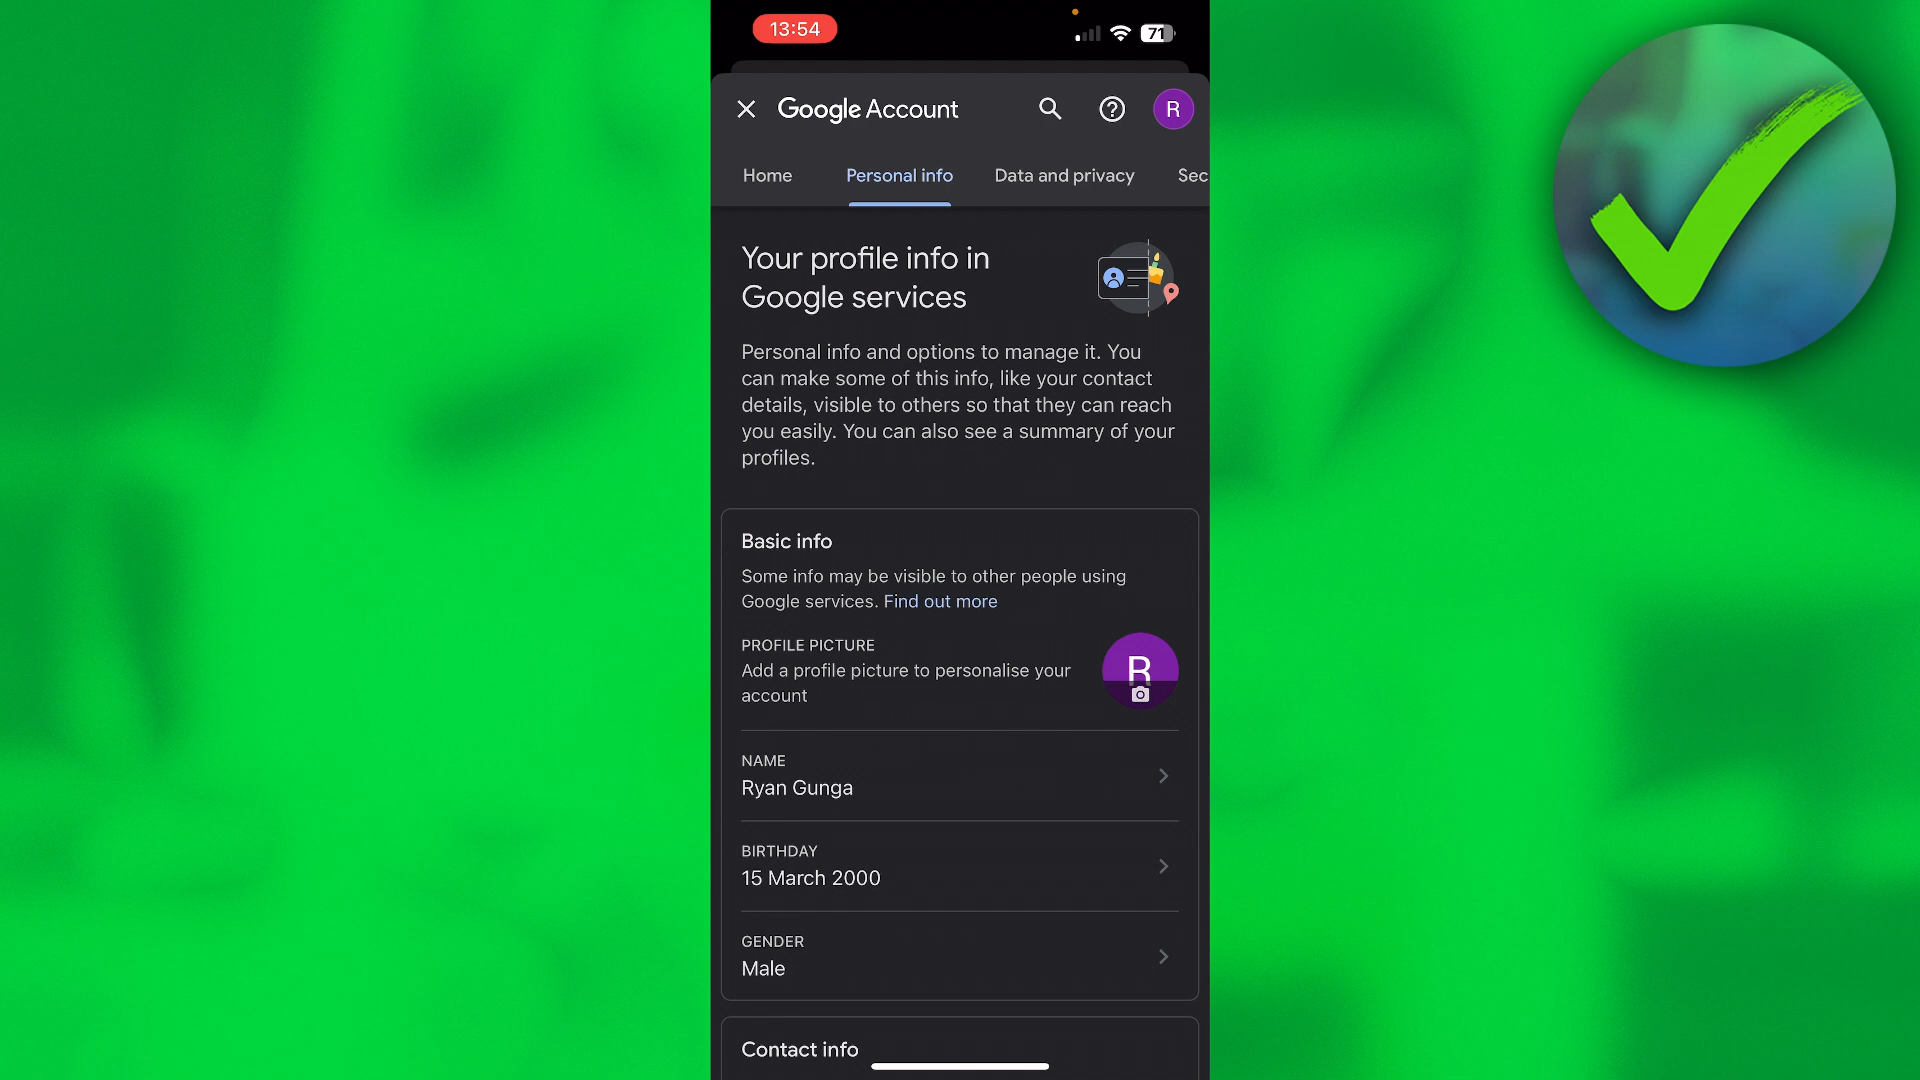 13:54
71
Google Account
R
Home
Personal info
Data and privacy
Sec
Your profile info in
Google services
Personal info and options to manage it. You
can make some of this info, like your contact
details, visible to others so that they can reach
you easily. You can also see a summary of your
profiles.
Basic info
Some info may be visible to other people using
Google services. Find out more
PROFILE PICTURE
Add a profile picture to personalise your
account
R
NAME
Ryan Gunga
BIRTHDAY
15 March 2000
GENDER
Male
Contact info